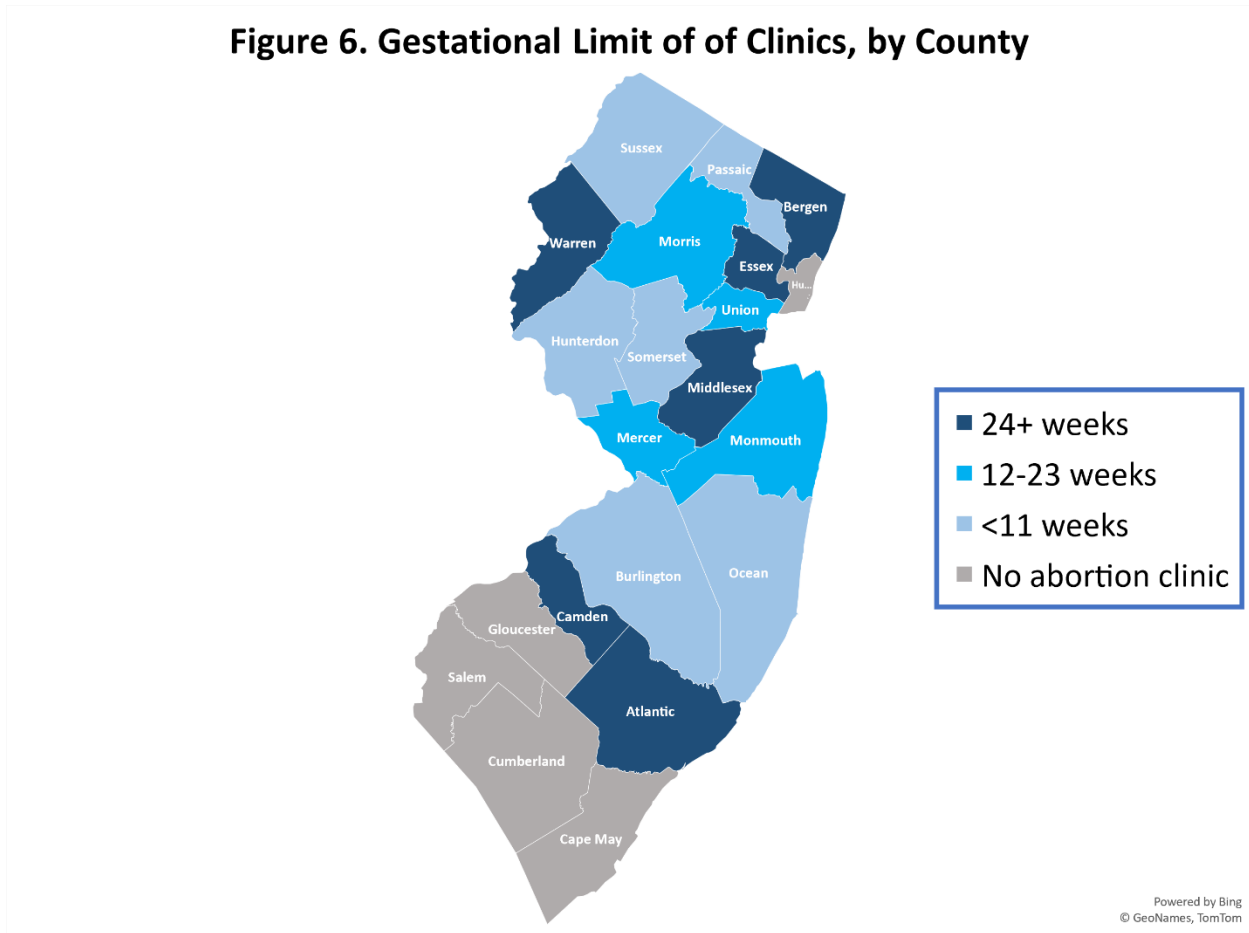 Figure 6. Gestational Limit of of Clinics, by County
Sussex
Passaic
Bergen
Warren
Morris
Essex
Hu...
Union
Hunterdon
Somerset
Middlesex
Mercer
Monmouth
Burlington
Ocean
Camden
Gloucester
Salem
Atlantic
Cumberland
Cape May
24+ weeks
12-23 weeks
<11 weeks
No abortion clinic
Powered by Bing
© GeoNames, TomTom